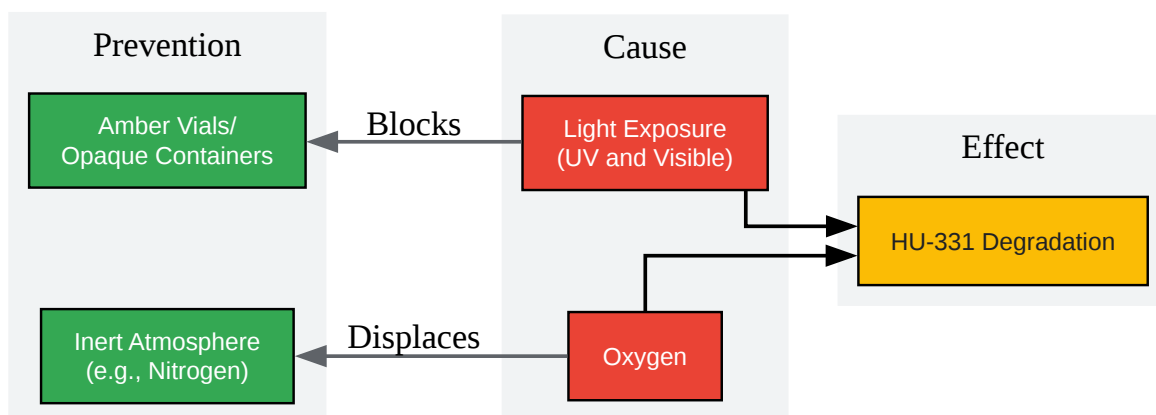 Prevention
Amber Vials/
Opaque Containers
Inert Atmosphere
(e.g., Nitrogen)
Blocks
Displaces
Cause
Light Exposure
(UV and Visible)
Oxygen
Effect
HU-331 Degradation